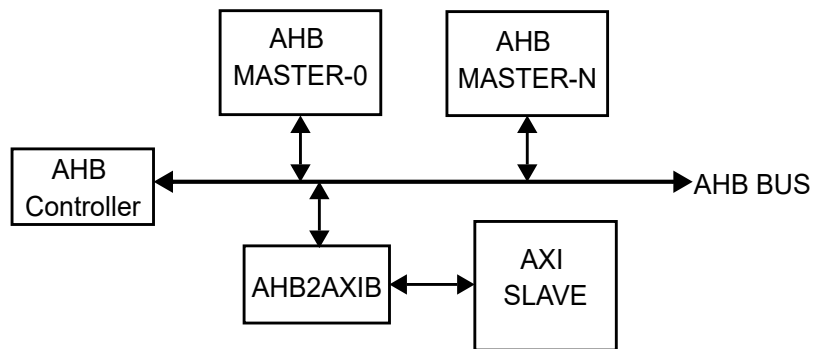 AHB
MASTER-0
AHB
MASTER-N
AHB
Controller
AHB BUS
AHB2AXIB
AXI
SLAVE